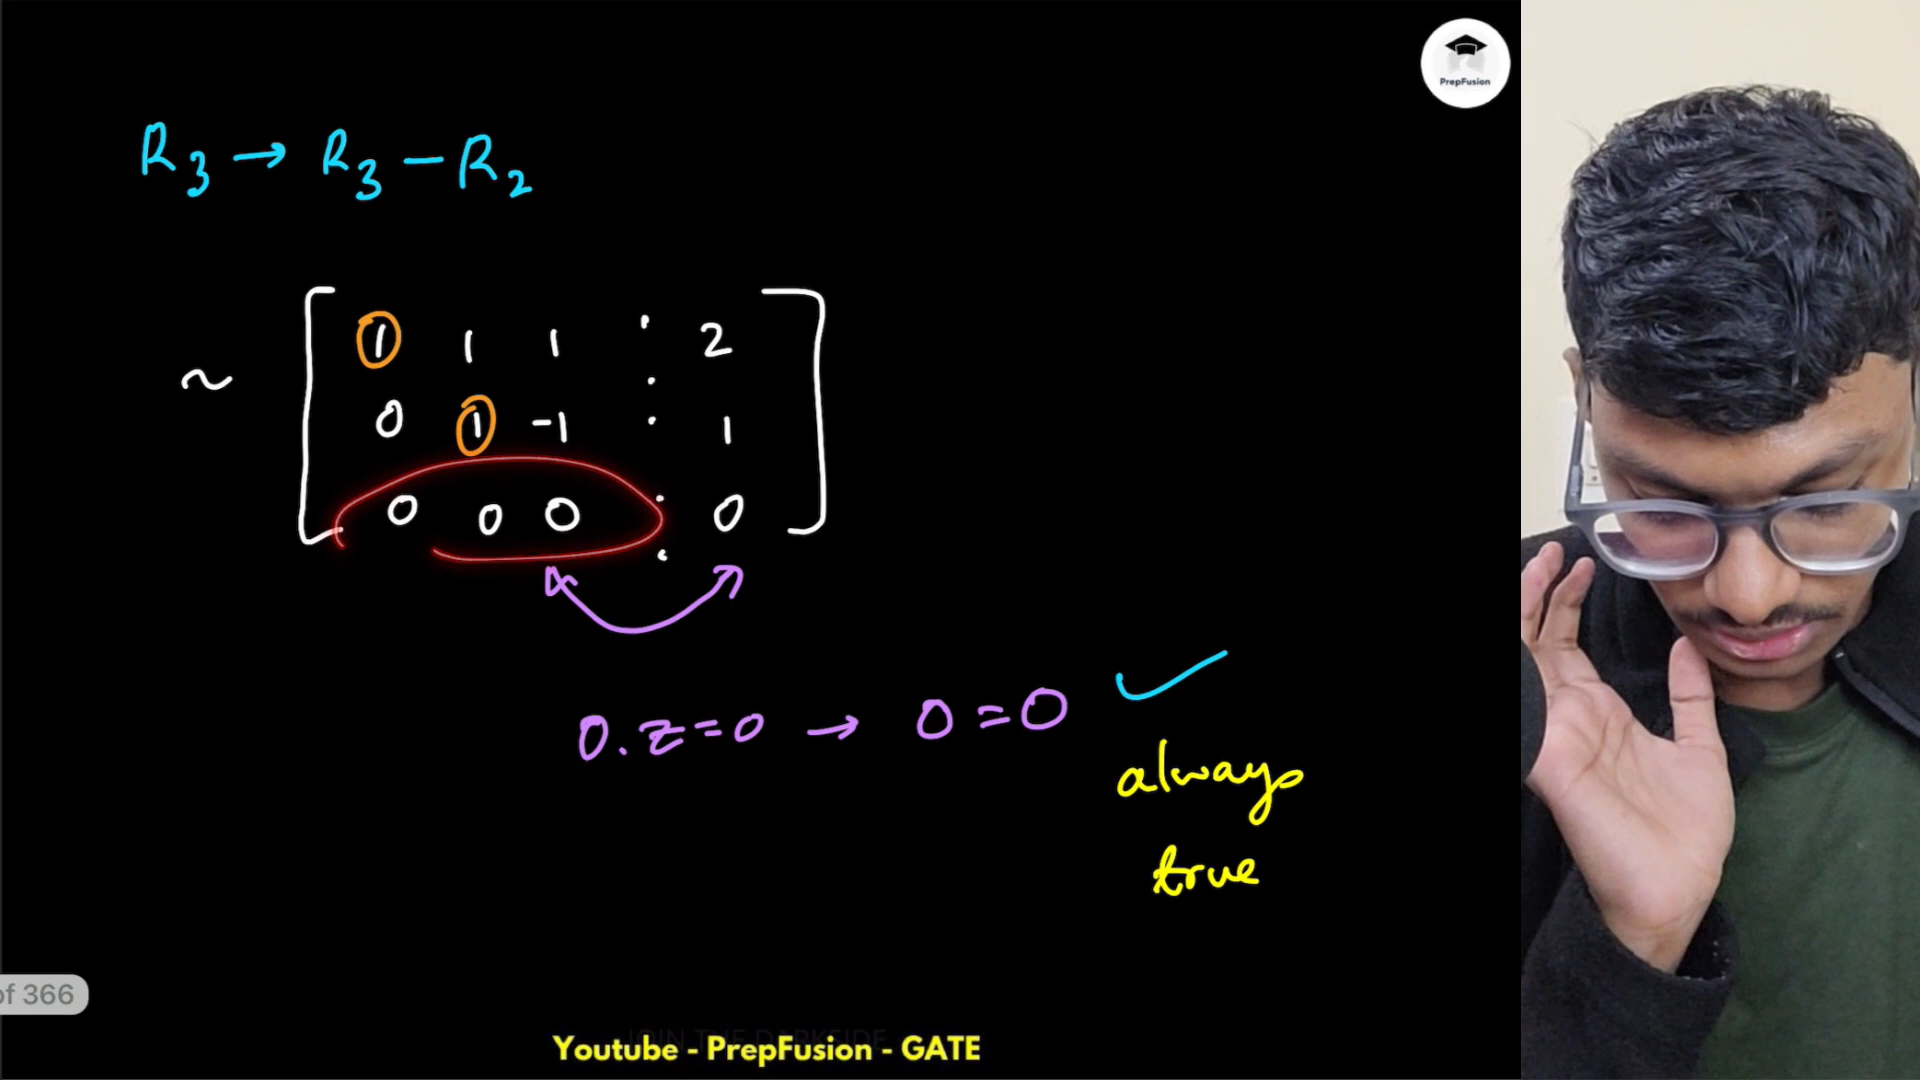 PrepFusion
R₃ → R₃ − R₂
~ [ 1 1 1 : 2
0 1 -1 : 1
0 0 0 : 0 ]
0.z=0 → 0=0 ✓
always
true
of 366
Youtube - PrepFusion - GATE